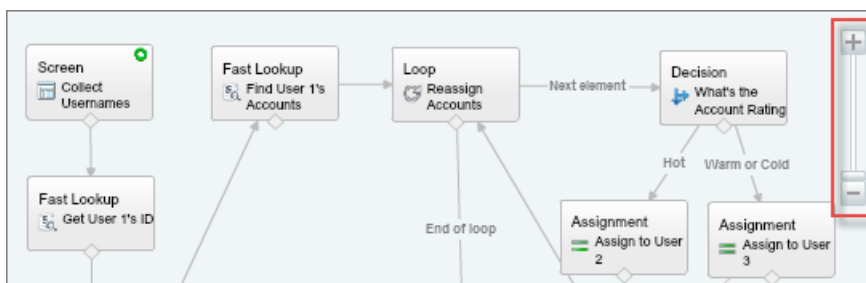 Screen
Collect
Usernames
Fast Lookup
Find User 1's
Accounts
Loop
Reassign
Accounts
Next element
Decision
What's the
Account Rating
Hot
Warm or Cold
Fast Lookup
Get User 1's ID
End of loop
Assignment
Assign to User
2
Assignment
Assign to User
3